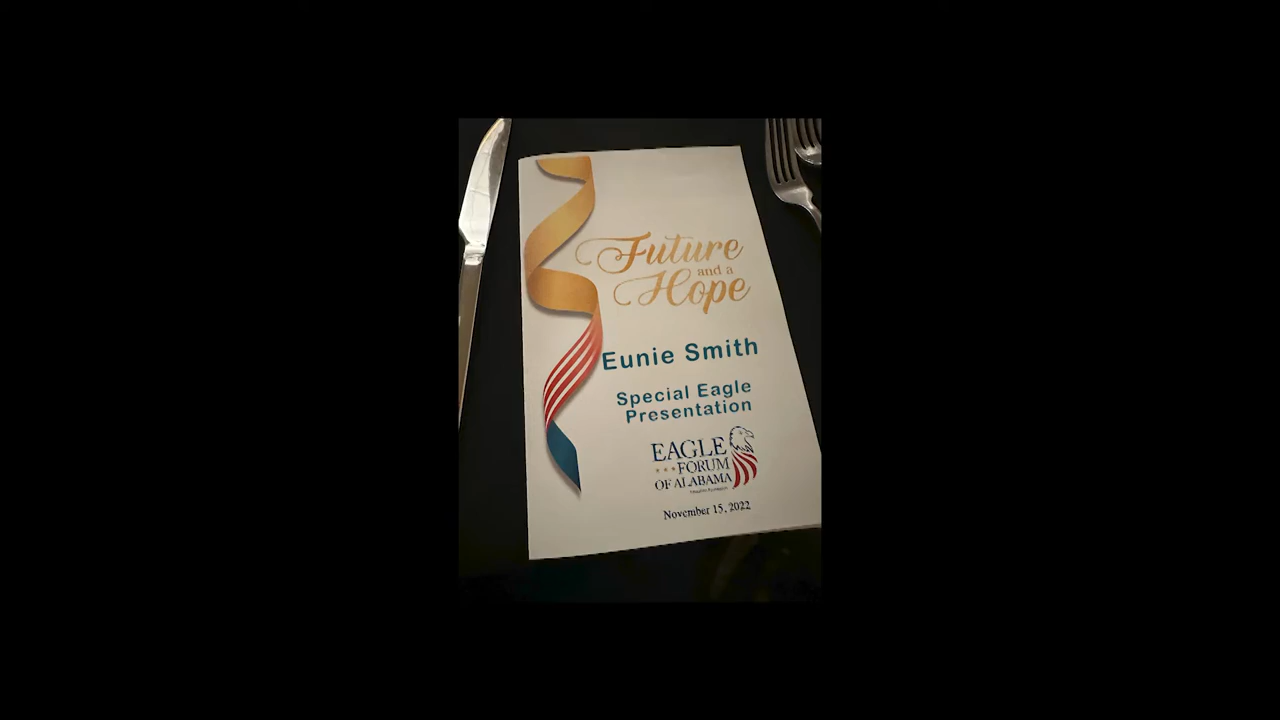 Future
and a
Hope
Eunie Smith
Special Eagle
Presentation
EAGLE
FORUM
OF ALABAMA
November 15, 2022